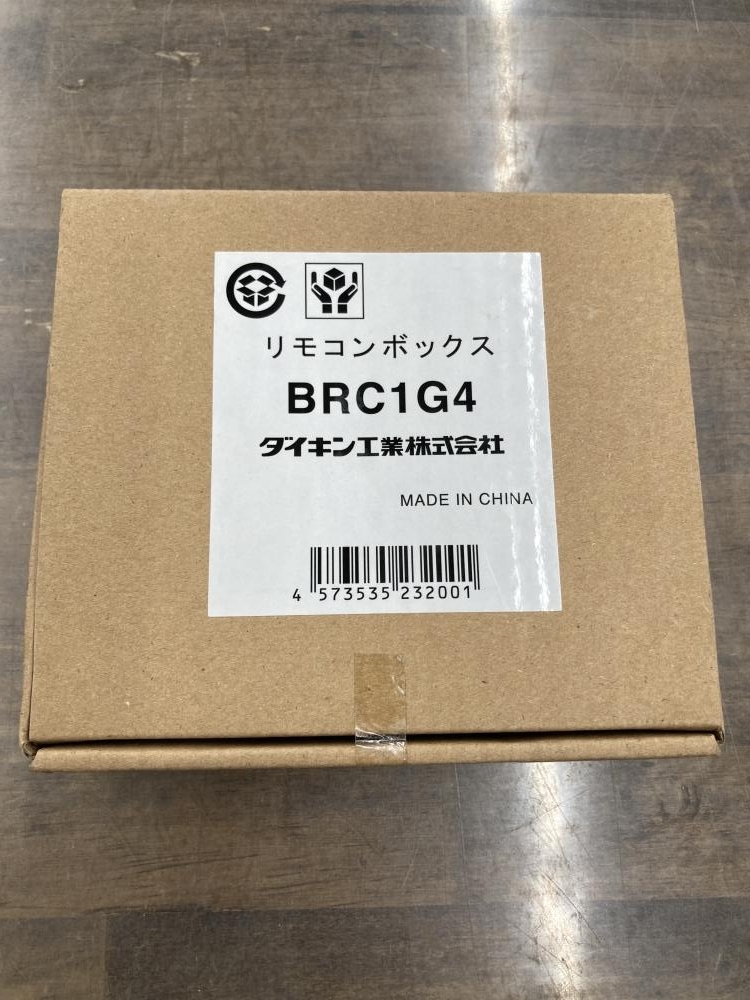 リモコンボックス
BRC1G4
ダイキン工業株式会社
MADE IN CHINA
4 573535 232001